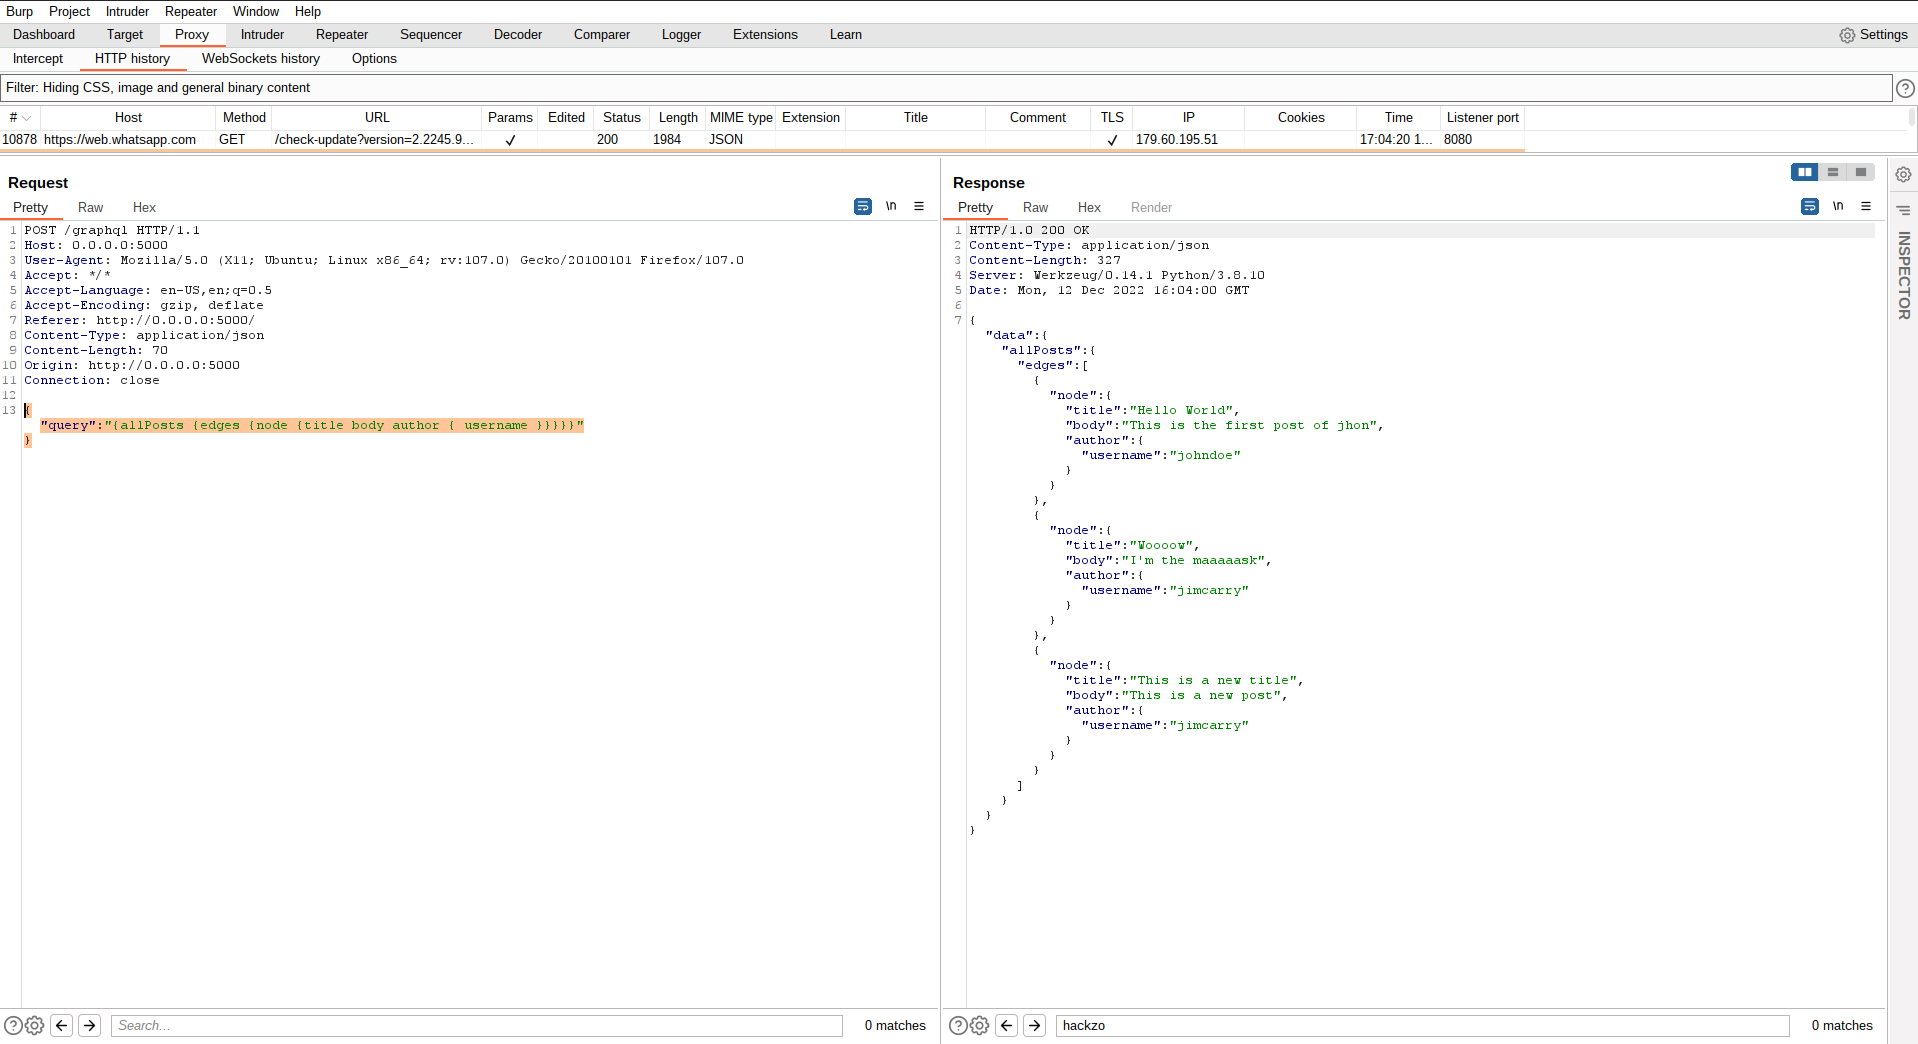 Burp Project Intruder Repeater Window Help
Dashboard Target Proxy Intruder Repeater Sequencer Decoder Comparer Logger Extensions Learn Settings
Intercept HTTP history WebSockets history Options
Filter: Hiding CSS, image and general binary content
# Host Method URL Params Edited Status Length MIME type Extension Title Comment TLS IP Cookies Time Listener port
10878 https://web.whatsapp.com GET /check-update?version=2.2245.9... ✓ 200 1984 JSON ✓ 179.60.195.51 17:04:20 1... 8080
Request
Pretty Raw Hex \n
1 POST /graphql HTTP/1.1
2 Host: 0.0.0.0:5000
3 User-Agent: Mozilla/5.0 (X11; Ubuntu; Linux x86_64; rv:107.0) Gecko/20100101 Firefox/107.0
4 Accept: */*
5 Accept-Language: en-US,en;q=0.5
6 Accept-Encoding: gzip, deflate
7 Referer: http://0.0.0.0:5000/
8 Content-Type: application/json
9 Content-Length: 70
10 Origin: http://0.0.0.0:5000
11 Connection: close
12
13 {
"query":"{allPosts {edges {node {title body author { username }}}}}"
}
Search... 0 matches
Response
Pretty Raw Hex Render \n
1 HTTP/1.0 200 OK
2 Content-Type: application/json
3 Content-Length: 327
4 Server: Werkzeug/0.14.1 Python/3.8.10
5 Date: Mon, 12 Dec 2022 16:04:00 GMT
6
7 {
"data":{
"allPosts":{
"edges":[
{
"node":{
"title":"Hello World",
"body":"This is the first post of jhon",
"author":{
"username":"johndoe"
}
}
},
{
"node":{
"title":"Woooow",
"body":"I'm the maaaaask",
"author":{
"username":"jimcarry"
}
}
},
{
"node":{
"title":"This is a new title",
"body":"This is a new post",
"author":{
"username":"jimcarry"
}
}
}
]
}
}
}
hackzo 0 matches
INSPECTOR